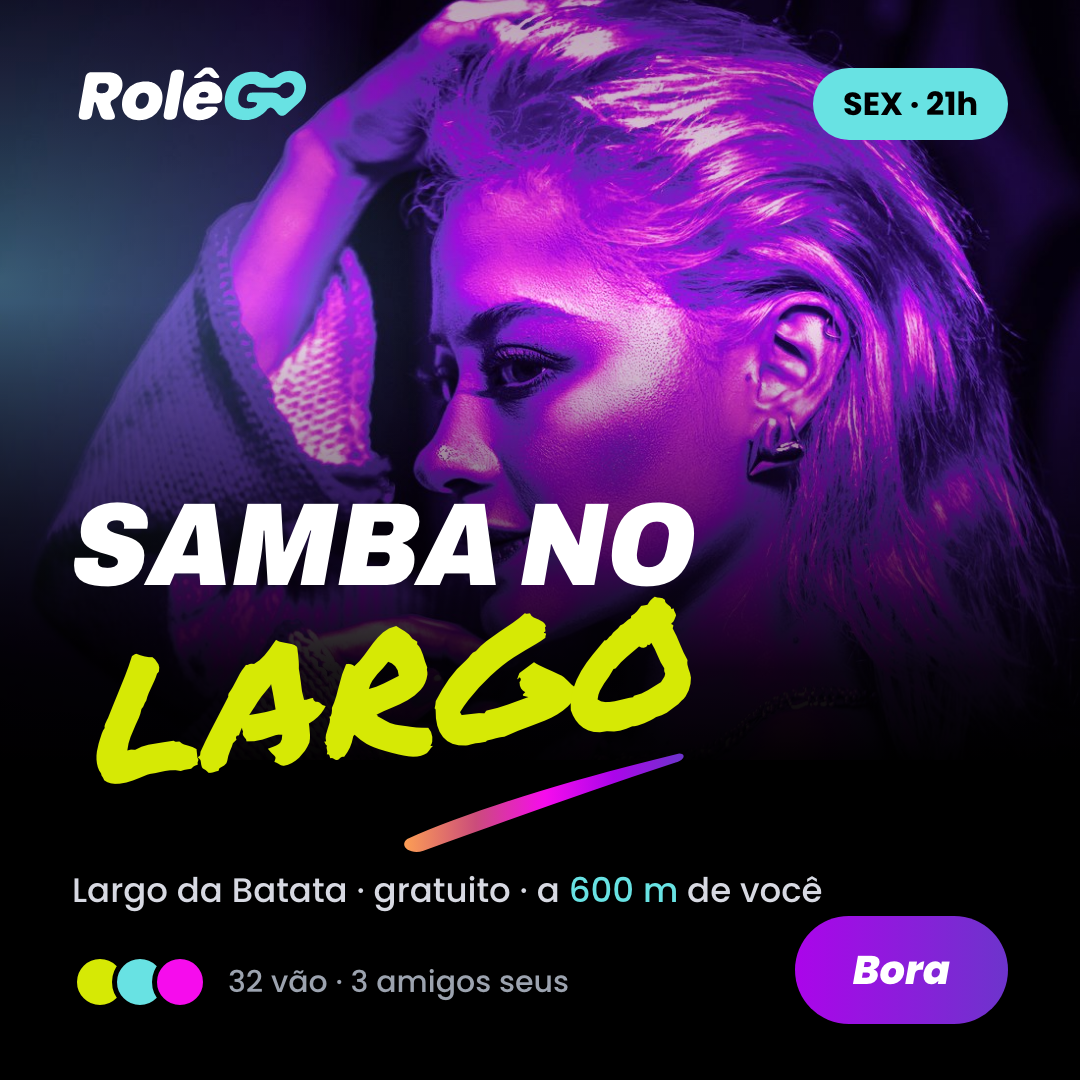 RolêGO
SEX · 21h
SAMBA NO
LARGO
Largo da Batata · gratuito · a 600 m de você
32 vão · 3 amigos seus
Bora